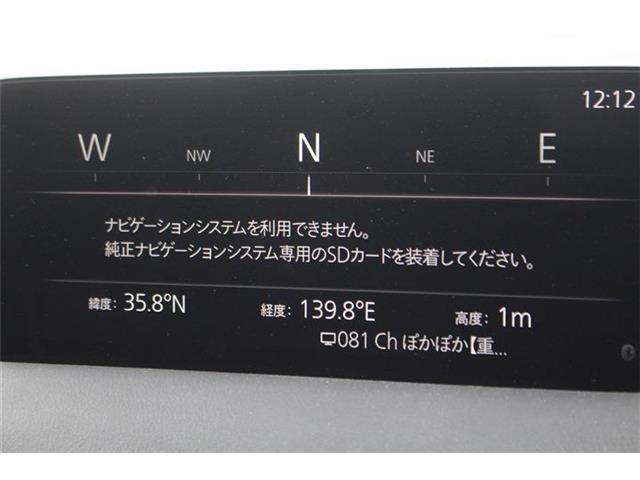 12:12
W NW N NE E
ナビゲーションシステムを利用できません。
純正ナビゲーションシステム専用のSDカードを装着してください。
緯度: 35.8°N 経度: 139.8°E 高度: 1m
081 Ch ぽかぽか【重...